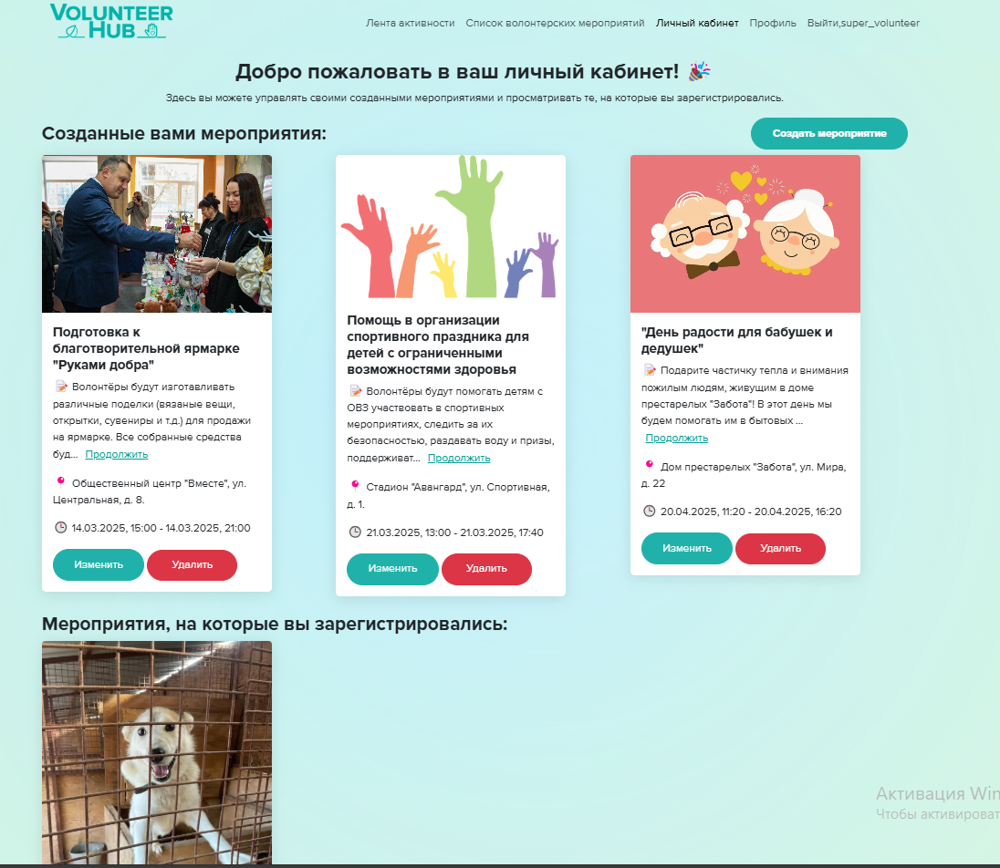 VOLUNTEER
HUB
Лента активности Список волонтерских мероприятий Личный кабинет Профиль Выйти,super_volunteer
Добро пожаловать в ваш личный кабинет! 🎉
Здесь вы можете управлять своими созданными мероприятиями и просматривать те, на которые вы зарегистрировались.
Созданные вами мероприятия:
Создать мероприятие
Подготовка к
благотворительной ярмарке
"Руками добра"
📝 Волонтёры будут изготавливать
различные поделки (вязаные вещи,
открытки, сувениры и т.д.) для продажи
на ярмарке. Все собранные средства
буд... Продолжить
📍 Общественный центр "Вместе", ул.
Центральная, д. 8.
🕒 14.03.2025, 15:00 - 14.03.2025, 21:00
Изменить Удалить
Помощь в организации
спортивного праздника для
детей с ограниченными
возможностями здоровья
📝 Волонтёры будут помогать детям с
ОВЗ участвовать в спортивных
мероприятиях, следить за их
безопасностью, раздавать воду и призы,
поддерживат... Продолжить
📍 Стадион "Авангард", ул. Спортивная,
д. 1.
🕒 21.03.2025, 13:00 - 21.03.2025, 17:40
Изменить Удалить
"День радости для бабушек и
дедушек"
📝 Подарите частичку тепла и внимания
пожилым людям, живущим в доме
престарелых "Забота"! В этот день мы
будем помогать им в бытовых ...
Продолжить
📍 Дом престарелых "Забота", ул. Мира,
д. 22
🕒 20.04.2025, 11:20 - 20.04.2025, 16:20
Изменить Удалить
Мероприятия, на которые вы зарегистрировались:
Активация Win
Чтобы активироват